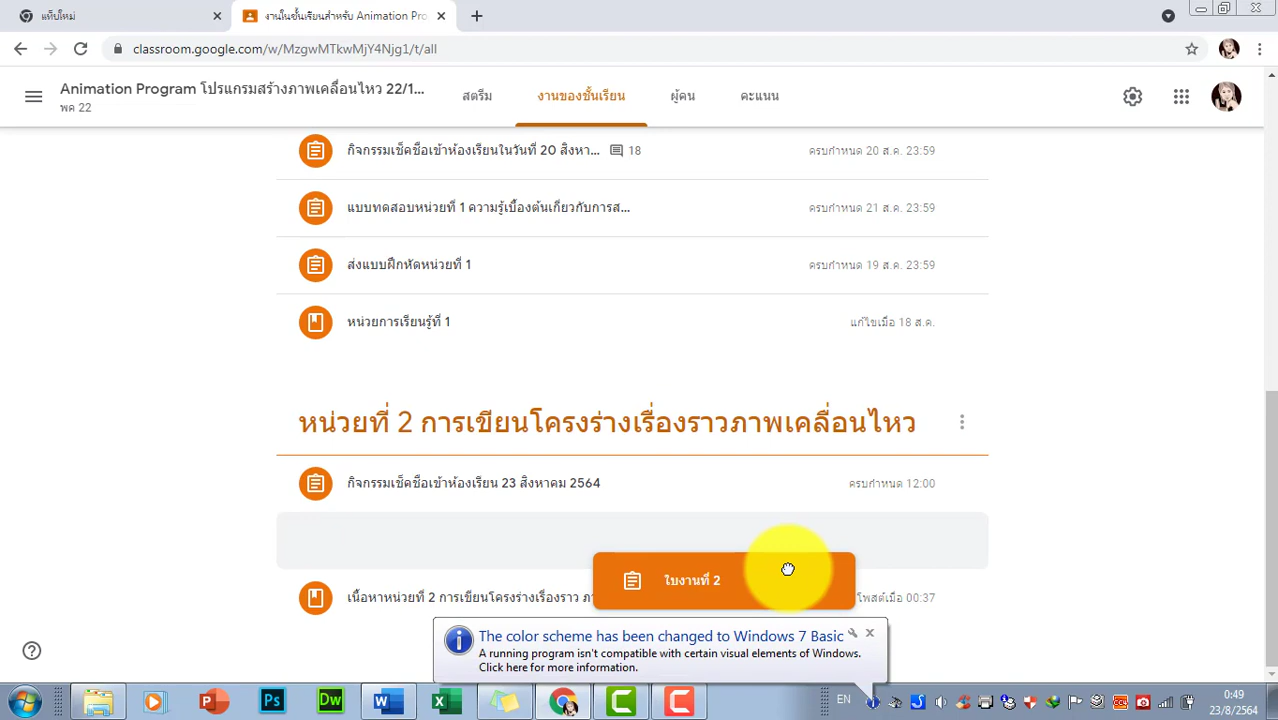 แท็บใหม่
งานในชั้นเรียนสำหรับ Animation Pro
classroom.google.com/w/MzgwMTkwMjY4Njg1/t/all
Animation Program โปรแกรมสร้างภาพเคลื่อนไหว 22/1...
พค 22
สตรีม
งานของชั้นเรียน
ผู้คน
คะแนน
กิจกรรมเช็คชื่อเข้าห้องเรียนในวันที่ 20 สิงหา... 18 ครบกำหนด 20 ส.ค. 23:59
แบบทดสอบหน่วยที่ 1 ความรู้เบื้องต้นเกี่ยวกับการส... ครบกำหนด 21 ส.ค. 23:59
ส่งแบบฝึกหัดหน่วยที่ 1 ครบกำหนด 19 ส.ค. 23:59
หน่วยการเรียนรู้ที่ 1 แก้ไขเมื่อ 18 ส.ค.
หน่วยที่ 2 การเขียนโครงร่างเรื่องราวภาพเคลื่อนไหว
กิจกรรมเช็คชื่อเข้าห้องเรียน 23 สิงหาคม 2564 ครบกำหนด 12:00
ใบงานที่ 2
เนื้อหาหน่วยที่ 2 การเขียนโครงร่างเรื่องราว โพสต์เมื่อ 00:37
The color scheme has been changed to Windows 7 Basic
A running program isn't compatible with certain visual elements of Windows.
Click here for more information.
Ps
Dw
EN
0:49
23/8/2564